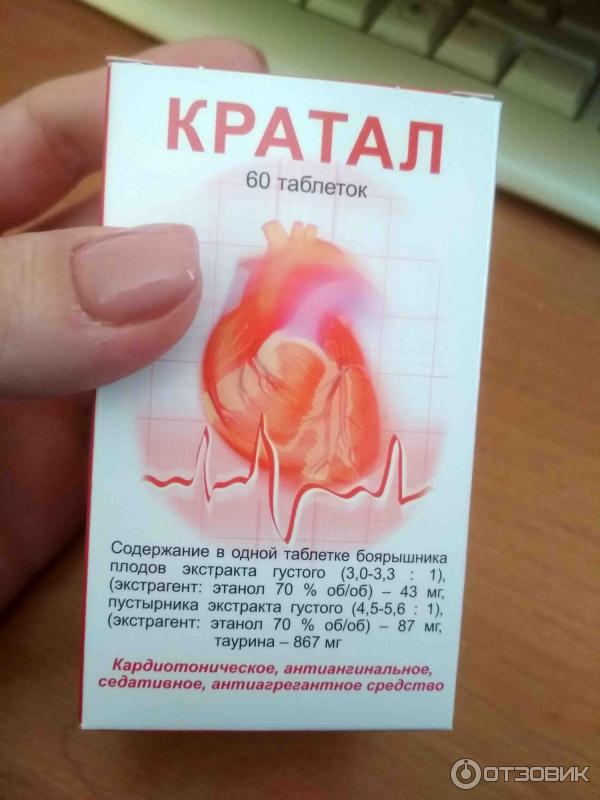 КРАТАЛ
60 таблеток
Содержание в одной таблетке боярышника
плодов экстракта густого (3,0-3,3 : 1),
(экстрагент: этанол 70 % об/об) – 43 мг,
пустырника экстракта густого (4,5-5,6 : 1),
(экстрагент: этанол 70 % об/об) – 87 мг,
таурина – 867 мг
Кардиотоническое, антиангинальное,
седативное, антиагрегантное средство
ОТЗОВИК